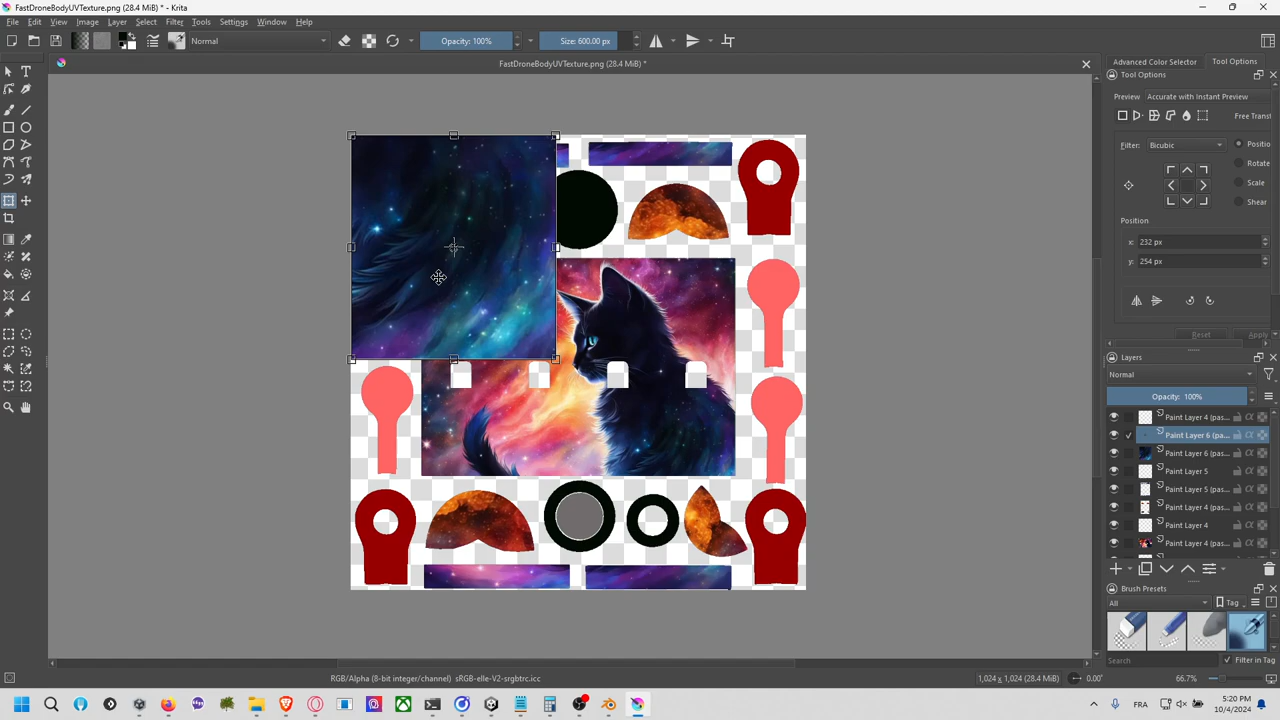 FastDroneBodyUVTexture.png (28.4 MiB) * - Krita
File Edit View Image Layer Select Filter Tools Settings Window Help
Normal Opacity: 100% Size: 600.00 px
FastDroneBodyUVTexture.png (28.4 MiB) *
Advanced Color Selector Tool Options
Tool Options
Preview Accurate with Instant Preview
Free Trans
Filter: Bicubic Positio
Rotate
Scale
Shear
Position
x: 232 px
y: 254 px
Reset Apply
Layers
Normal
Opacity: 100%
Paint Layer 4 (pas...
Paint Layer 6 (pa...
Paint Layer 6 (pas...
Paint Layer 5
Paint Layer 5 (pas...
Paint Layer 4 (pas...
Paint Layer 4
Paint Layer 4 (pas...
Brush Presets
All Tag
Search Filter in Tag
RGB/Alpha (8-bit integer/channel) sRGB-elle-V2-srgbtrc.icc
1,024 x 1,024 (28.4 MiB) 0.00° 66.7%
FR
5:20 PM
10/4/2024